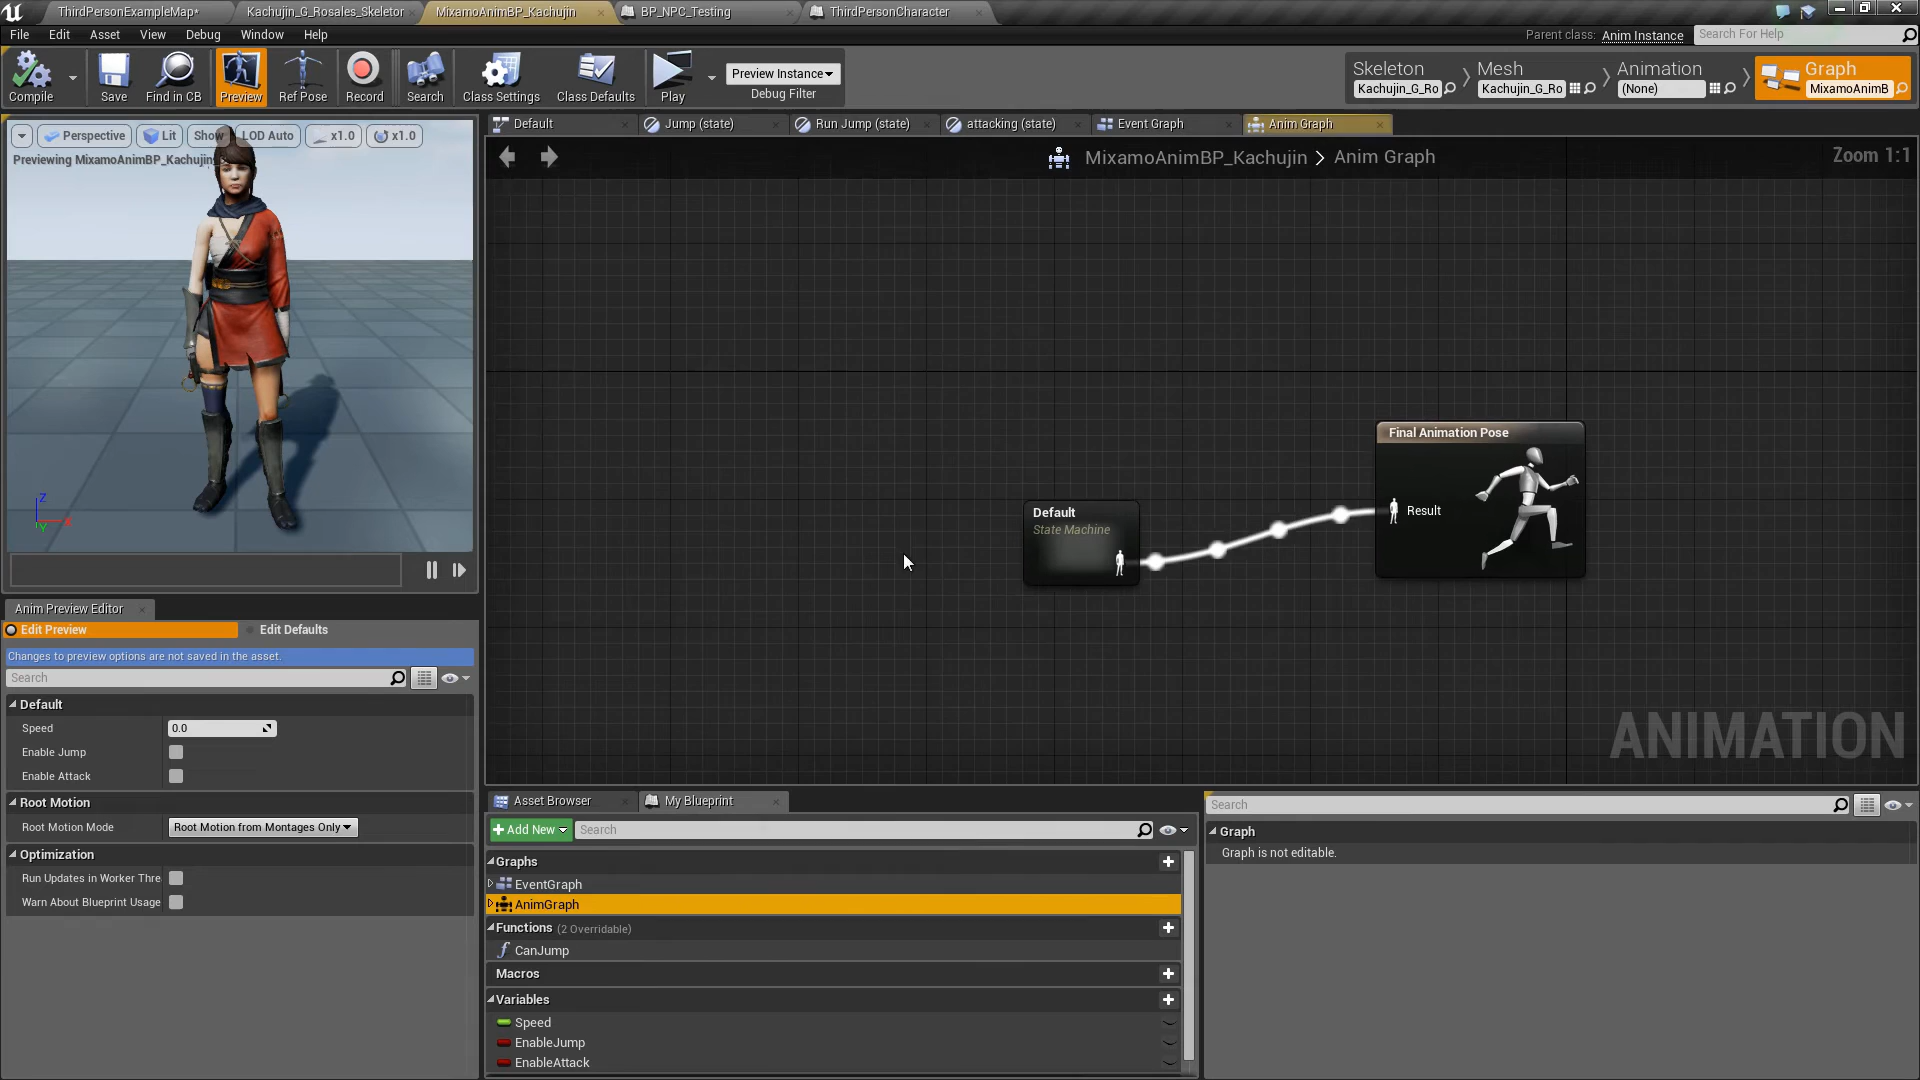 ThirdPersonExampleMap*
Kachujin_G_Rosales_Skeletor
MixamoAnimBP_Kachujin
BP_NPC_Testing
ThirdPersonCharacter
File Edit Asset View Debug Window Help
Parent class: Anim Instance
Search For Help
Compile
Save
Find in CB
Preview
Ref Pose
Record
Search
Class Settings
Class Defaults
Play
Preview Instance
Debug Filter
Skeleton
Kachujin_G_Ro
Mesh
Kachujin_G_Ro
Animation
(None)
Graph
MixamoAnimB
Perspective
Lit
Show
LOD Auto
x1.0
x1.0
Previewing MixamoAnimBP_Kachujin
Z
X
Y
Default
Jump (state)
Run Jump (state)
attacking (state)
Event Graph
Anim Graph
MixamoAnimBP_Kachujin > Anim Graph
Zoom 1:1
Default
State Machine
Final Animation Pose
Result
ANIMATION
Anim Preview Editor
Edit Preview
Edit Defaults
Changes to preview options are not saved in the asset.
Search
Default
Speed 0.0
Enable Jump
Enable Attack
Root Motion
Root Motion Mode Root Motion from Montages Only
Optimization
Run Updates in Worker Thre
Warn About Blueprint Usage
Asset Browser
My Blueprint
+ Add New
Search
Graphs
EventGraph
AnimGraph
Functions (2 Overridable)
CanJump
Macros
Variables
Speed
EnableJump
EnableAttack
Search
Graph
Graph is not editable.